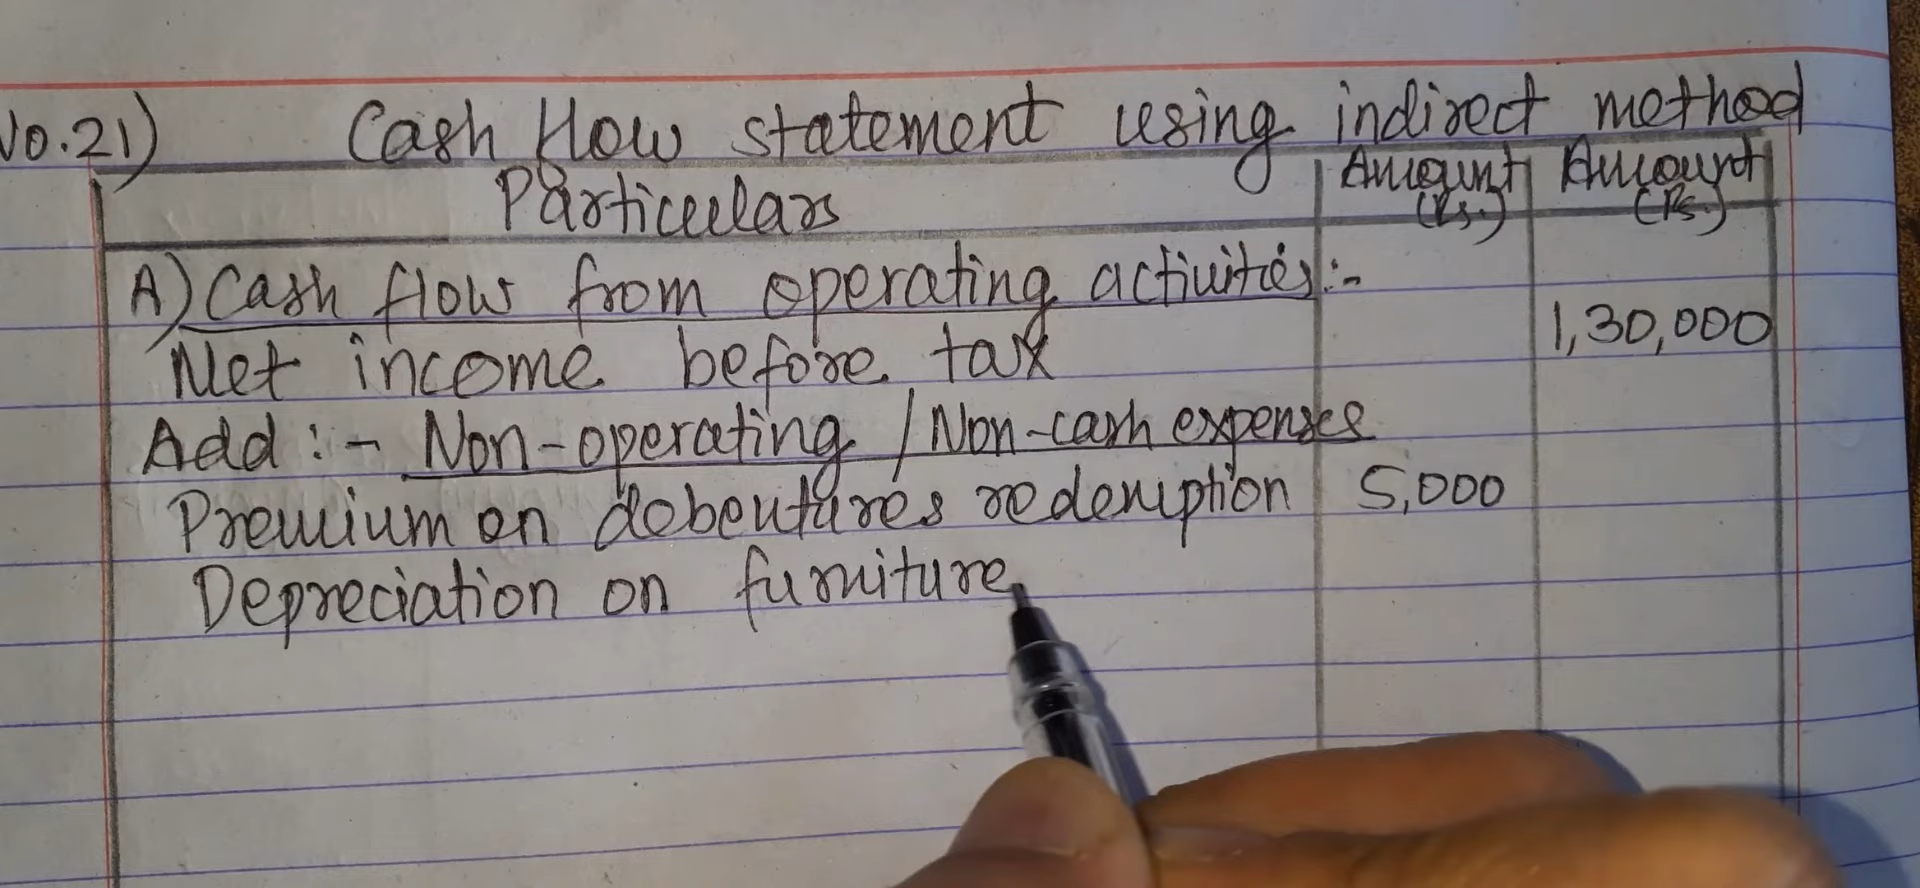 No.21) Cash flow statement using indirect method
Particulars Amount (Rs.) Amount (Rs.)
A) Cash flow from operating activities:-
Net income before tax 1,30,000
Add :- Non-operating / Non-cash expenses
Premium on debentures redemption 5,000
Depreciation on furniture